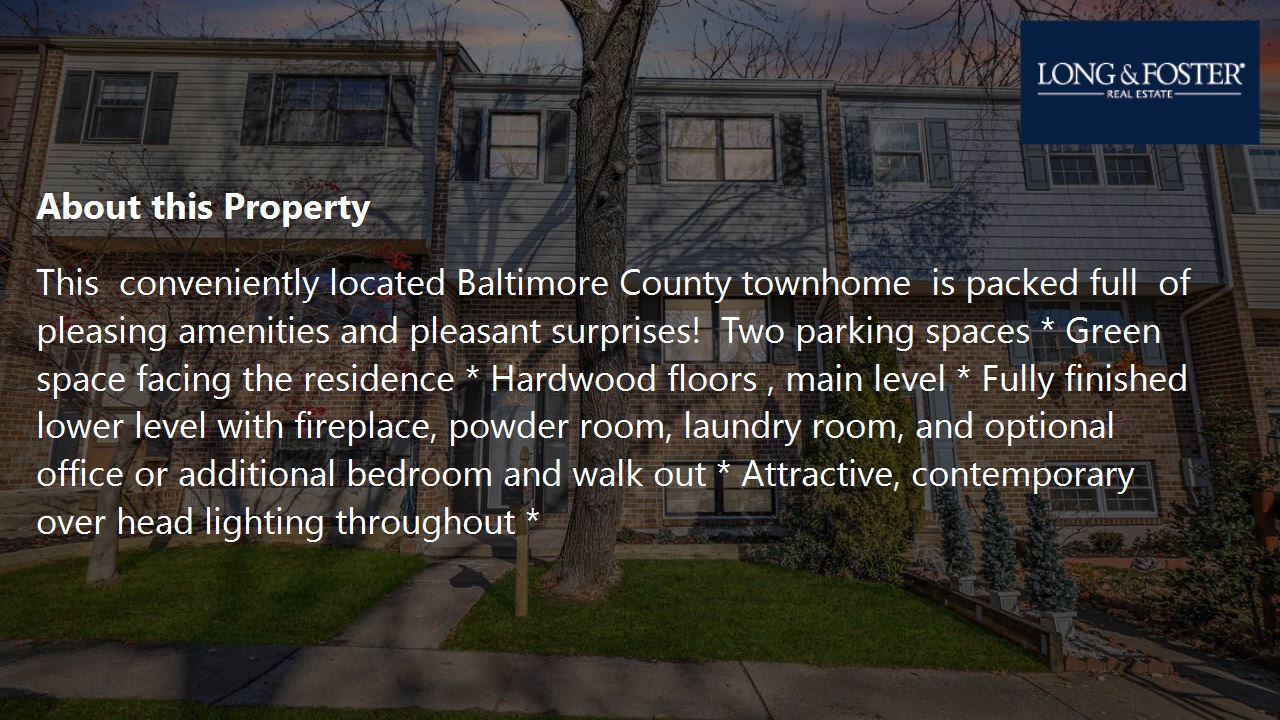 LONG & FOSTER®
REAL ESTATE
About this Property
This  conveniently located Baltimore County townhome  is packed full  of
pleasing amenities and pleasant surprises!  Two parking spaces * Green
space facing the residence * Hardwood floors , main level * Fully finished
lower level with fireplace, powder room, laundry room, and optional
office or additional bedroom and walk out * Attractive, contemporary
over head lighting throughout *